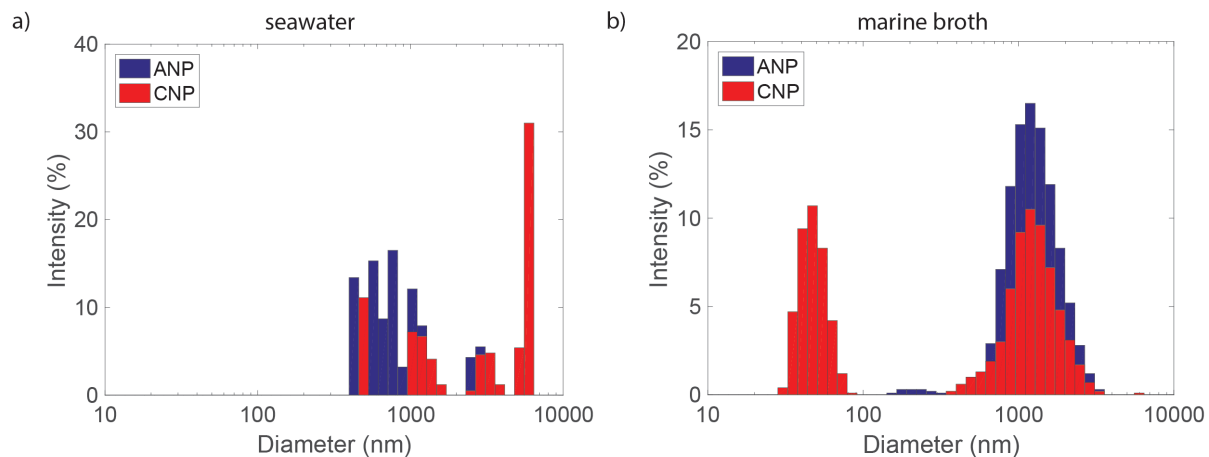 a)
seawater
40
30
20
10
0
Intensity (%)
ANP
CNP
10
100
1000
10000
Diameter (nm)
b)
marine broth
20
15
10
5
0
Intensity (%)
ANP
CNP
10
100
1000
10000
Diameter (nm)